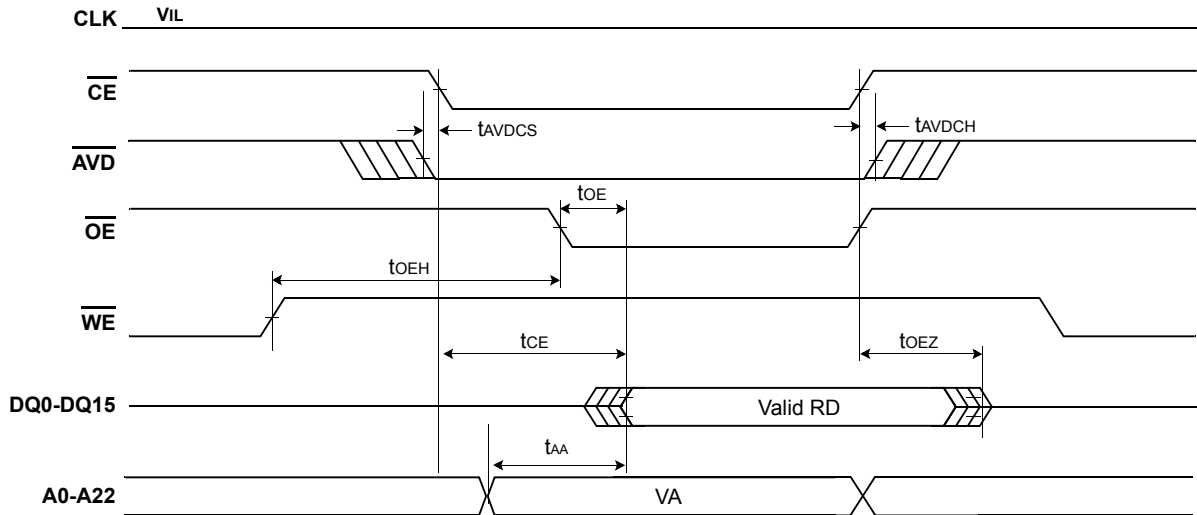 CLK VIL
CE
tAVDCS
tAVDCH
AVD
tOE
OE
tOEH
WE
tCE
tOEZ
DQ0-DQ15
Valid RD
tAA
A0-A22
VA